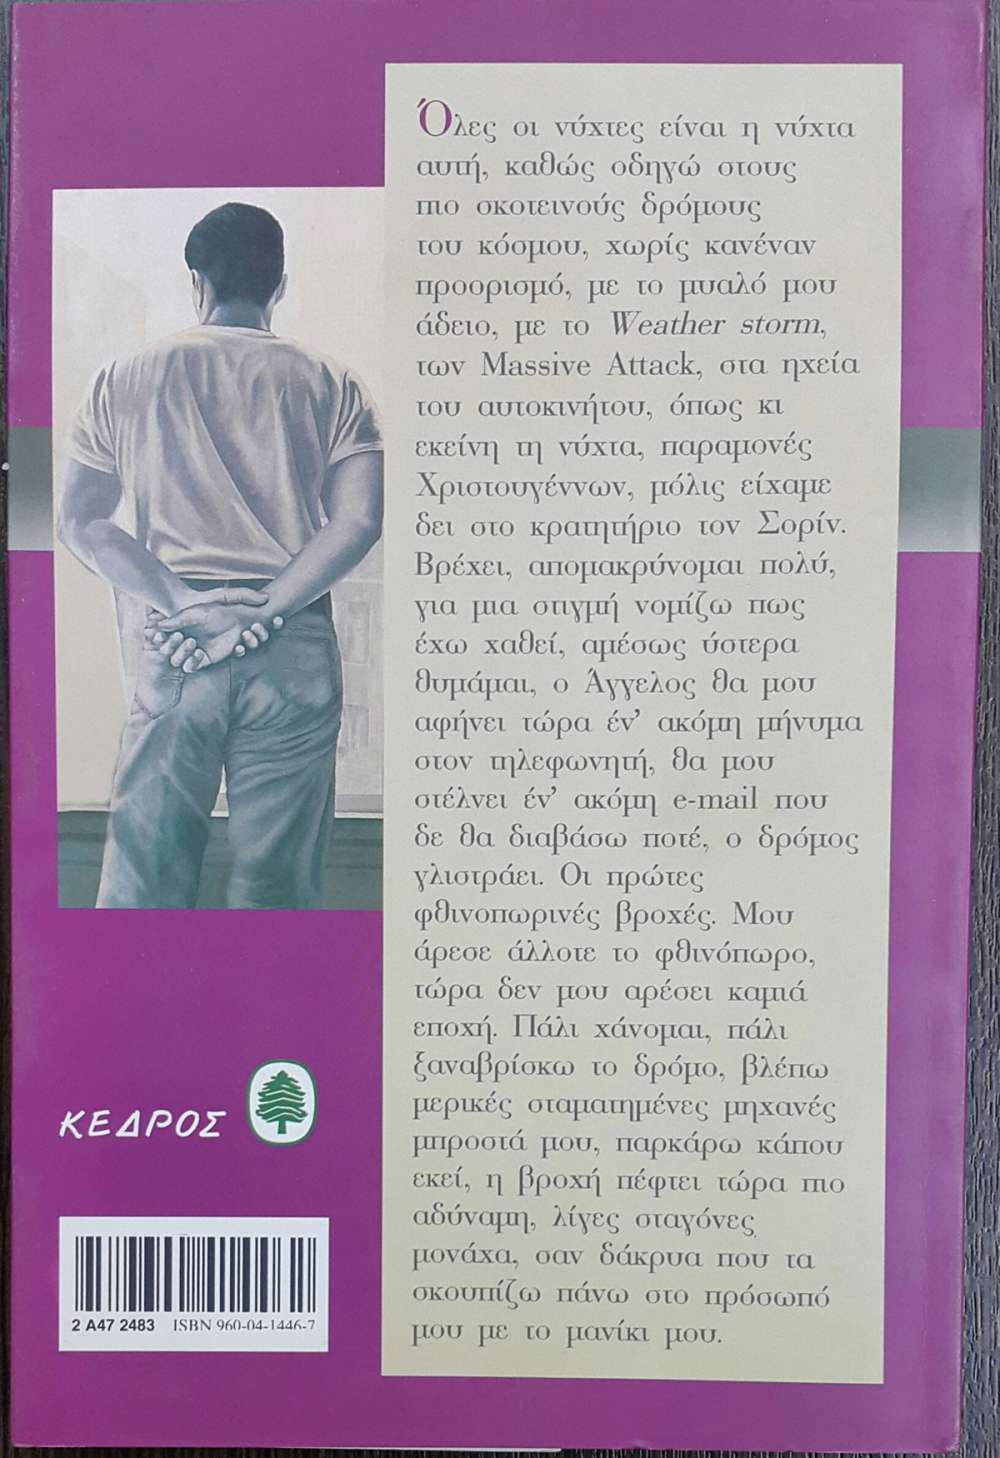 Όλες οι νύχτες είναι η νύχτα
αυτή, καθώς οδηγώ στους
πιο σκοτεινούς δρόμους
του κόσμου, χωρίς κανέναν
προορισμό, με το μυαλό μου
άδειο, με το Weather storm,
των Massive Attack, στα ηχεία
του αυτοκινήτου, όπως κι
εκείνη τη νύχτα, παραμονές
Χριστουγέννων, μόλις είχαμε
δει στο κρατητήριο τον Σορίν.
Βρέχει, απομακρύνομαι πολύ,
για μια στιγμή νομίζω πως
έχω χαθεί, αμέσως ύστερα
θυμάμαι, ο Άγγελος θα μου
αφήνει τώρα έν' ακόμη μήνυμα
στον τηλεφωνητή, θα μου
στέλνει έν' ακόμη e-mail που
δε θα διαβάσω ποτέ, ο δρόμος
γλιστράει. Οι πρώτες
φθινοπωρινές βροχές. Μου
άρεσε άλλοτε το φθινόπωρο,
τώρα δεν μου αρέσει καμιά
εποχή. Πάλι χάνομαι, πάλι
ξαναβρίσκω το δρόμο, βλέπω
μερικές σταματημένες μηχανές
μπροστά μου, παρκάρω κάπου
εκεί, η βροχή πέφτει τώρα πιο
αδύναμη, λίγες σταγόνες
μονάχα, σαν δάκρυα που τα
σκουπίζω πάνω στο πρόσωπό
μου με το μανίκι μου.
ΚΕΔΡΟΣ
2 A47 2483 ISBN 960-04-1446-7